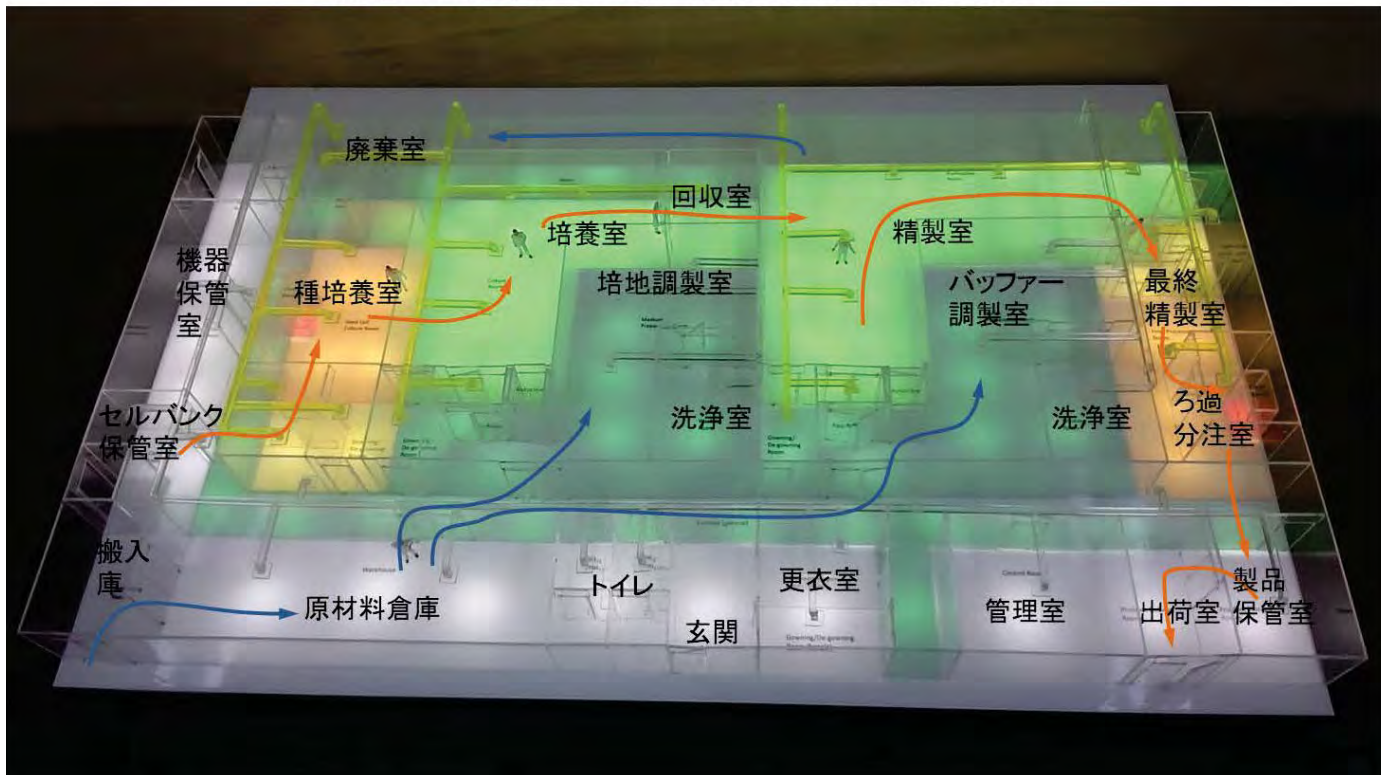 廃棄室
回収室
培養室
精製室
機器
保管
室
種培養室
培地調製室
バッファー
調製室
最終
精製室
セルバンク
保管室
洗浄室
洗浄室
ろ過
分注室
搬入
庫
原材料倉庫
トイレ
更衣室
玄関
管理室
出荷室
製品
保管室
Warehouse